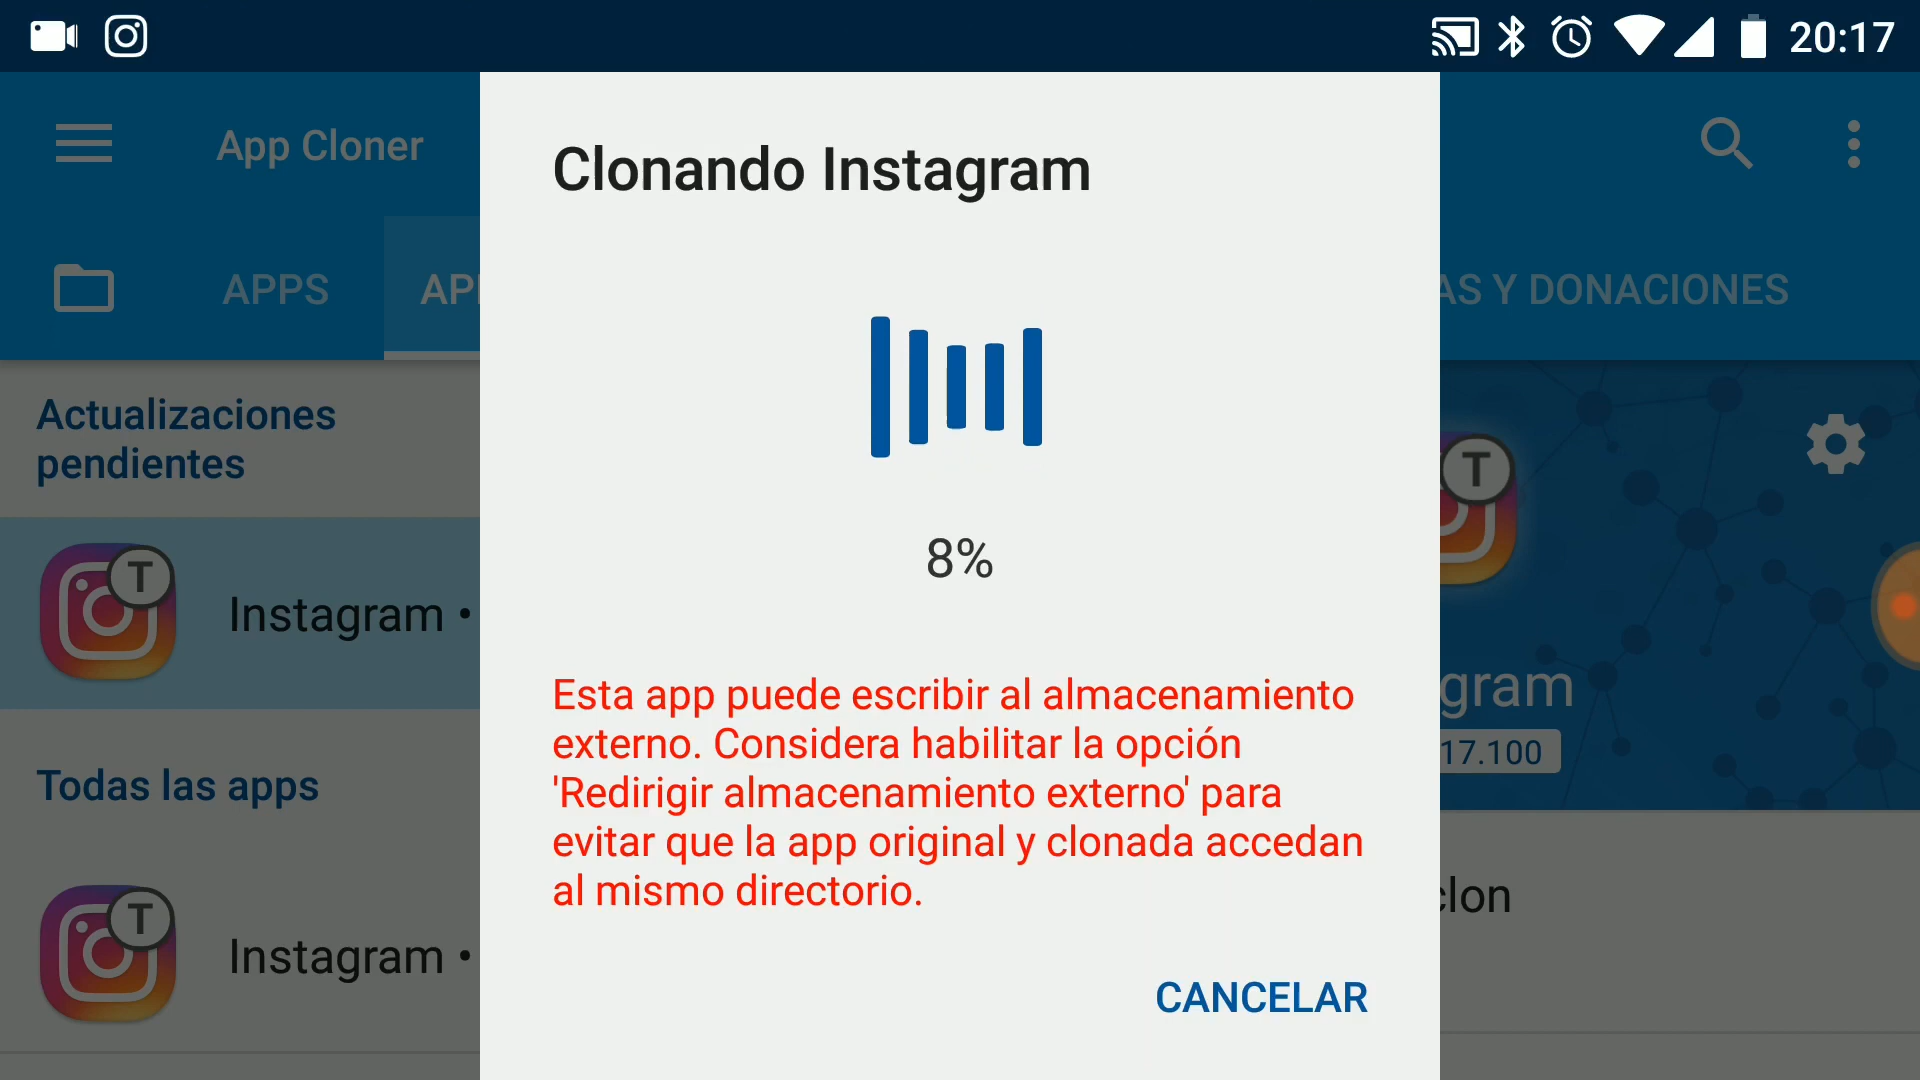 20:17
App Cloner
APPS
AP
AS Y DONACIONES
Actualizaciones
pendientes
T
Instagram •
Todas las apps
T
Instagram •
Clonando Instagram
8%
Esta app puede escribir al almacenamiento
externo. Considera habilitar la opción
'Redirigir almacenamiento externo' para
evitar que la app original y clonada accedan
al mismo directorio.
CANCELAR
T
gram
17.100
clon